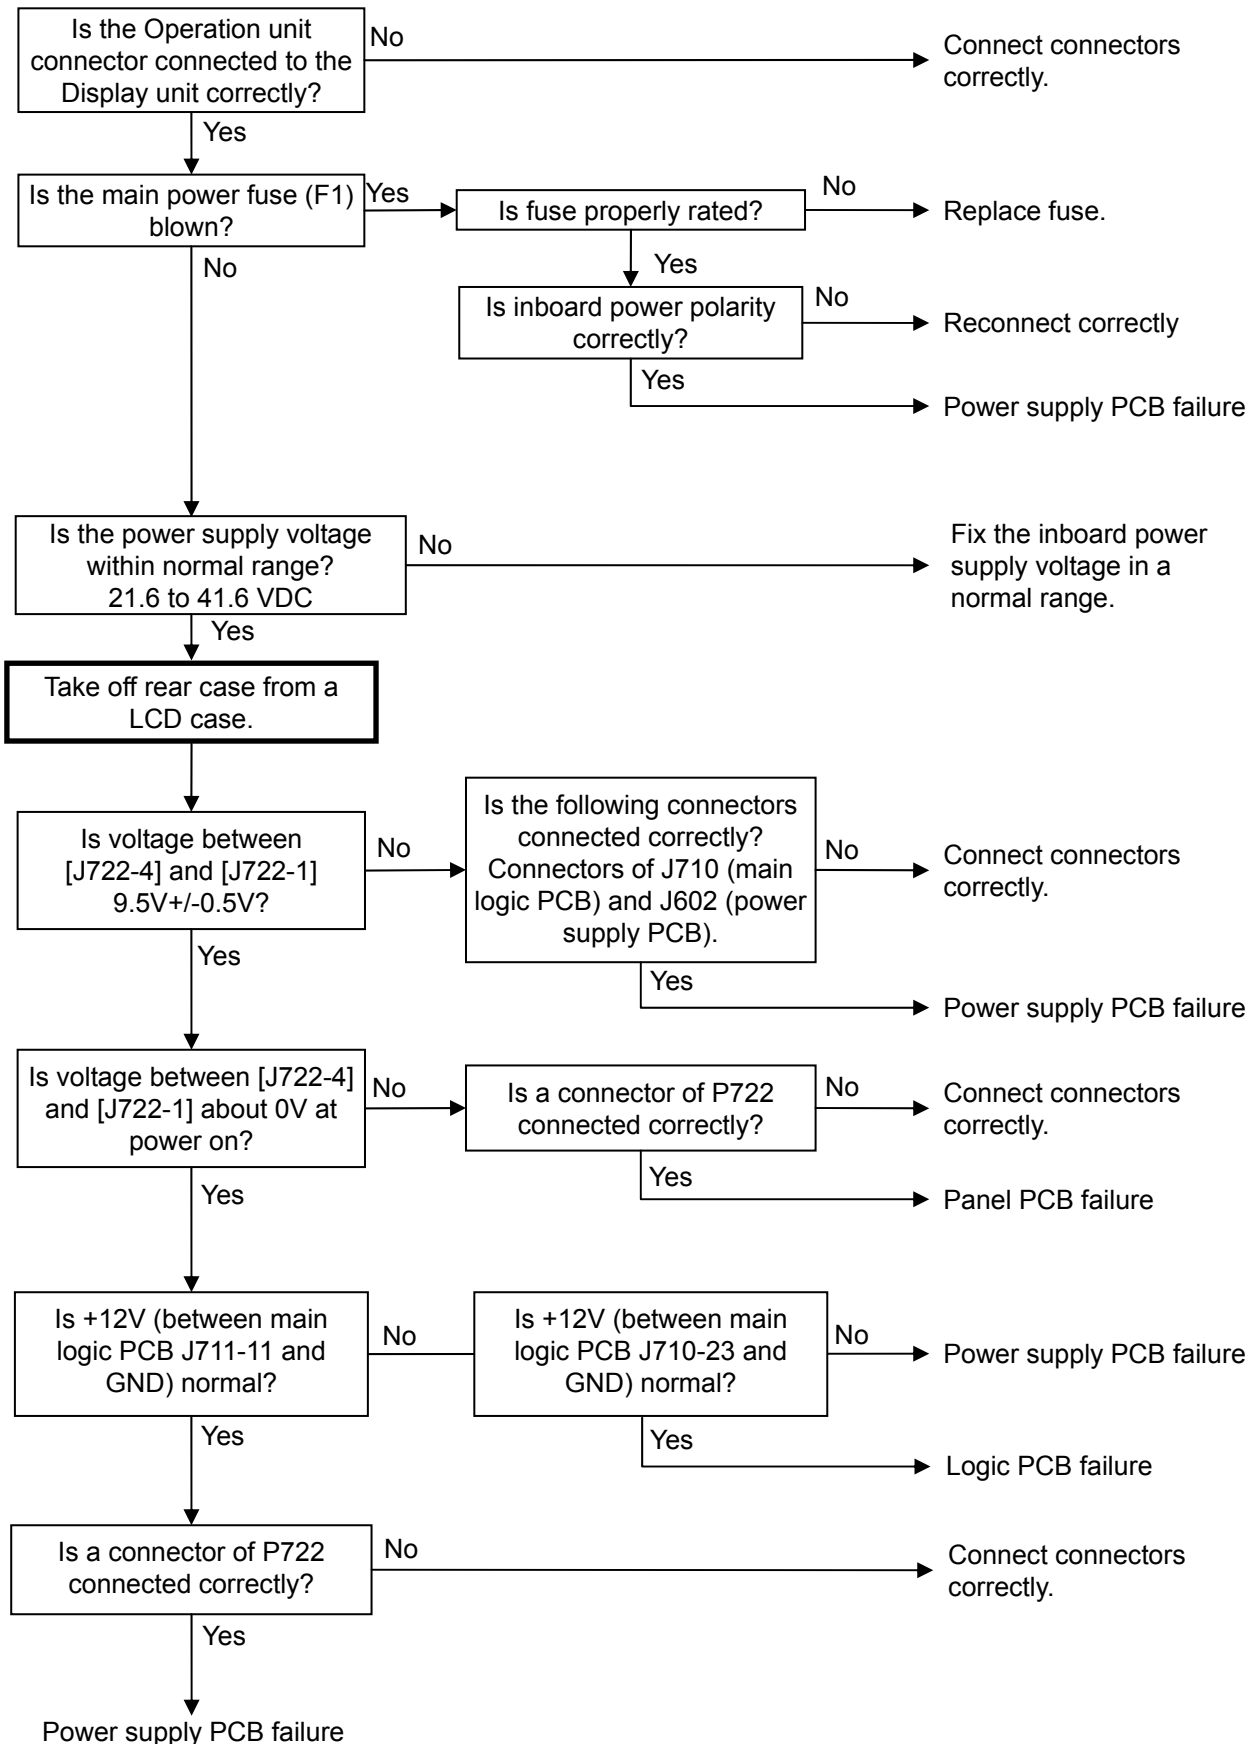 Is the Operation unit
connector connected to the
Display unit correctly?
No
Connect connectors
correctly.
Yes
Is the main power fuse (F1)
blown?
Yes
Is fuse properly rated?
No
Replace fuse.
No
Yes
Is inboard power polarity
correctly?
No
Reconnect correctly
Yes
Power supply PCB failure
Is the power supply voltage
within normal range?
21.6 to 41.6 VDC
No
Fix the inboard power
supply voltage in a
normal range.
Yes
Take off rear case from a
LCD case.
Is voltage between
[J722-4] and [J722-1]
9.5V+/-0.5V?
No
Is the following connectors
connected correctly?
Connectors of J710 (main
logic PCB) and J602 (power
supply PCB).
No
Connect connectors
correctly.
Yes
Yes
Power supply PCB failure
Is voltage between [J722-4]
and [J722-1] about 0V at
power on?
No
Is a connector of P722
connected correctly?
No
Connect connectors
correctly.
Yes
Yes
Panel PCB failure
Is +12V (between main
logic PCB J711-11 and
GND) normal?
No
Is +12V (between main
logic PCB J710-23 and
GND) normal?
No
Power supply PCB failure
Yes
Yes
Logic PCB failure
Is a connector of P722
connected correctly?
No
Connect connectors
correctly.
Yes
Power supply PCB failure